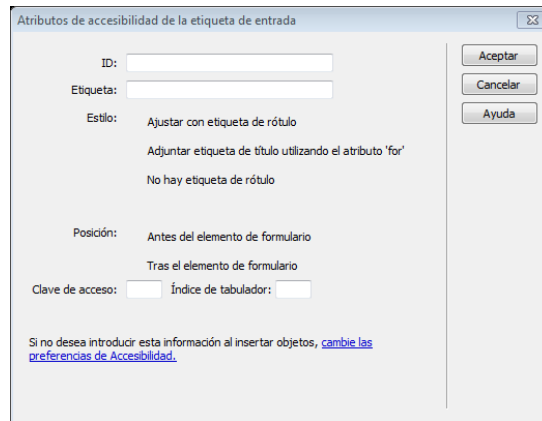 Atributos de accesibilidad de la etiqueta de entrada
ID:
Aceptar
Etiqueta:
Cancelar
Estilo:
Ajustar con etiqueta de rótulo
Ayuda
Adjuntar etiqueta de título utilizando el atributo 'for'
No hay etiqueta de rótulo
Posición:
Antes del elemento de formulario
Tras el elemento de formulario
Clave de acceso: Índice de tabulador:
Si no desea introducir esta información al insertar objetos, cambie las
preferencias de Accesibilidad.